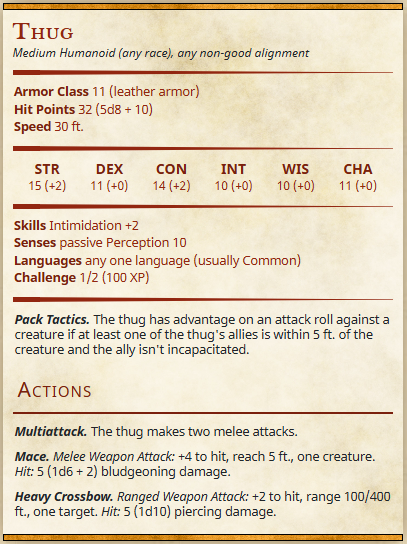 Thug
Medium Humanoid (any race), any non-good alignment
Armor Class 11 (leather armor)
Hit Points 32 (5d8 + 10)
Speed 30 ft.
STR DEX CON INT WIS CHA
15 (+2) 11 (+0) 14 (+2) 10 (+0) 10 (+0) 11 (+0)
Skills Intimidation +2
Senses passive Perception 10
Languages any one language (usually Common)
Challenge 1/2 (100 XP)
Pack Tactics. The thug has advantage on an attack roll against a
creature if at least one of the thug's allies is within 5 ft. of the
creature and the ally isn't incapacitated.
Actions
Multiattack. The thug makes two melee attacks.
Mace. Melee Weapon Attack: +4 to hit, reach 5 ft., one creature.
Hit: 5 (1d6 + 2) bludgeoning damage.
Heavy Crossbow. Ranged Weapon Attack: +2 to hit, range 100/400
ft., one target. Hit: 5 (1d10) piercing damage.